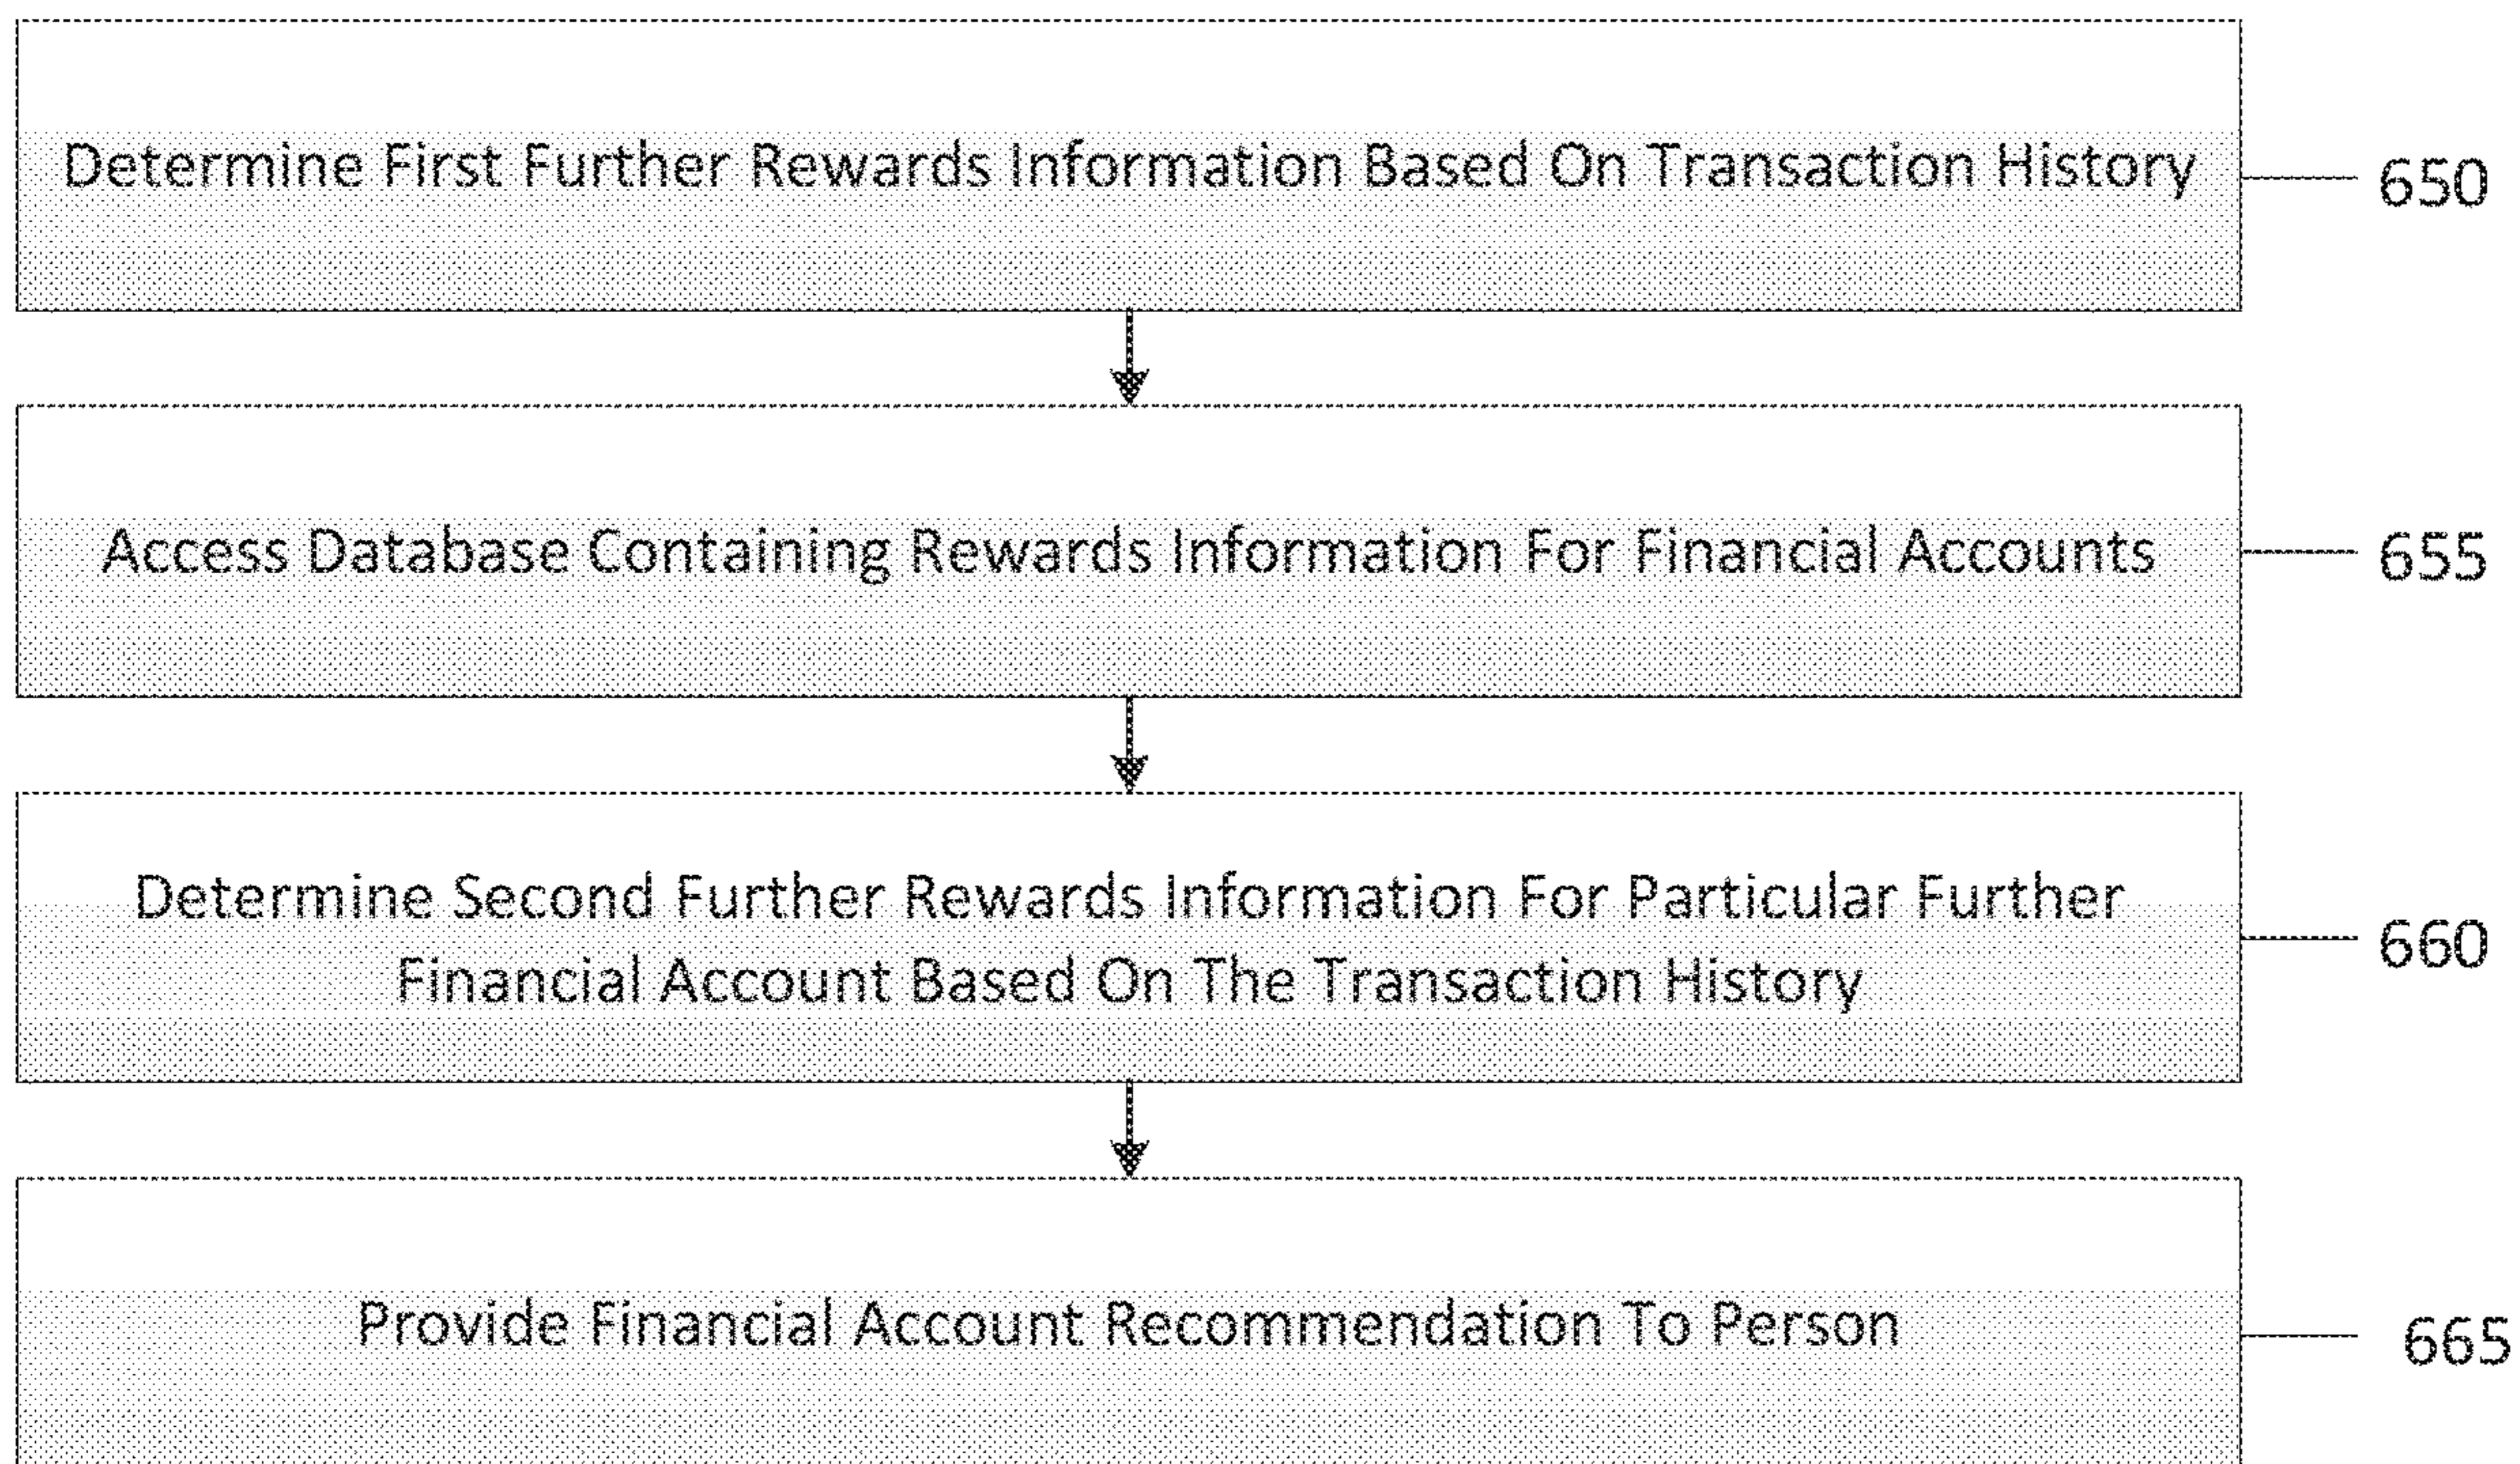 Determine First Further Rewards Information Based On Transaction History
650
Access Database Containing Rewards Information For Financial Accounts
655
Determine Second Further Rewards Information For Particular Further
Financial Account Based On The Transaction History
660
Provide Financial Account Recommendation To Person
665